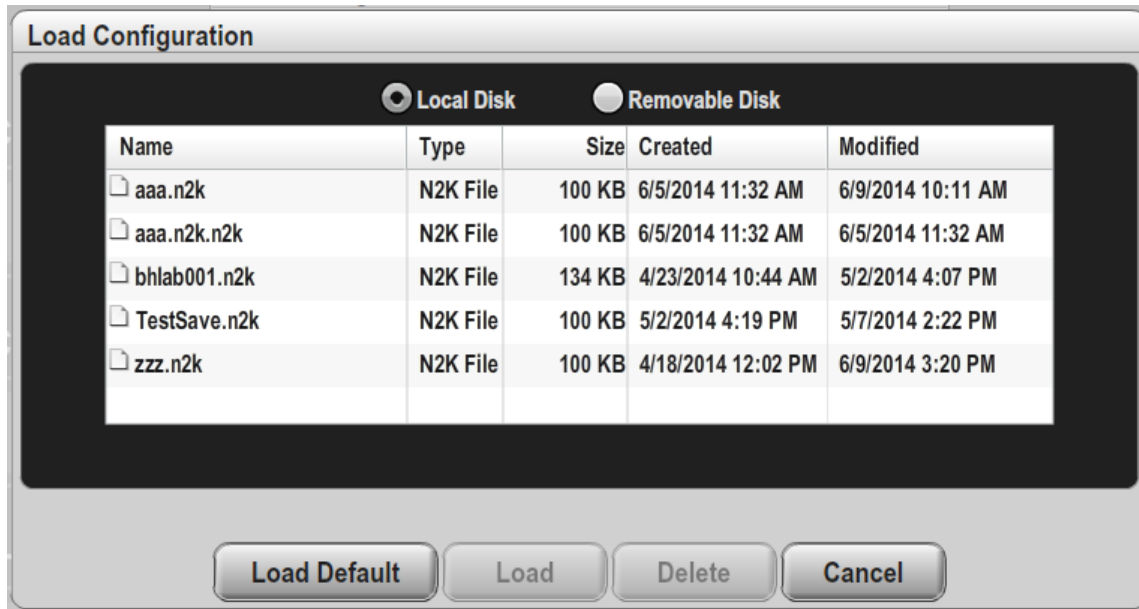 Load Configuration
Local Disk Removable Disk
Name Type Size Created Modified
aaa.n2k N2K File 100 KB 6/5/2014 11:32 AM 6/9/2014 10:11 AM
aaa.n2k.n2k N2K File 100 KB 6/5/2014 11:32 AM 6/5/2014 11:32 AM
bhlab001.n2k N2K File 134 KB 4/23/2014 10:44 AM 5/2/2014 4:07 PM
TestSave.n2k N2K File 100 KB 5/2/2014 4:19 PM 5/7/2014 2:22 PM
zzz.n2k N2K File 100 KB 4/18/2014 12:02 PM 6/9/2014 3:20 PM
Load Default Load Delete Cancel